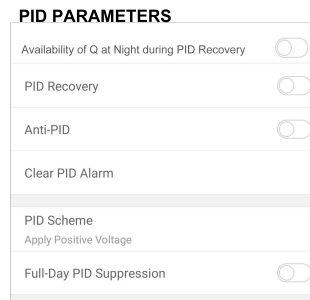 PID PARAMETERS
Availability of Q at Night during PID Recovery
PID Recovery
Anti-PID
Clear PID Alarm
PID Scheme
Apply Positive Voltage
Full-Day PID Suppression